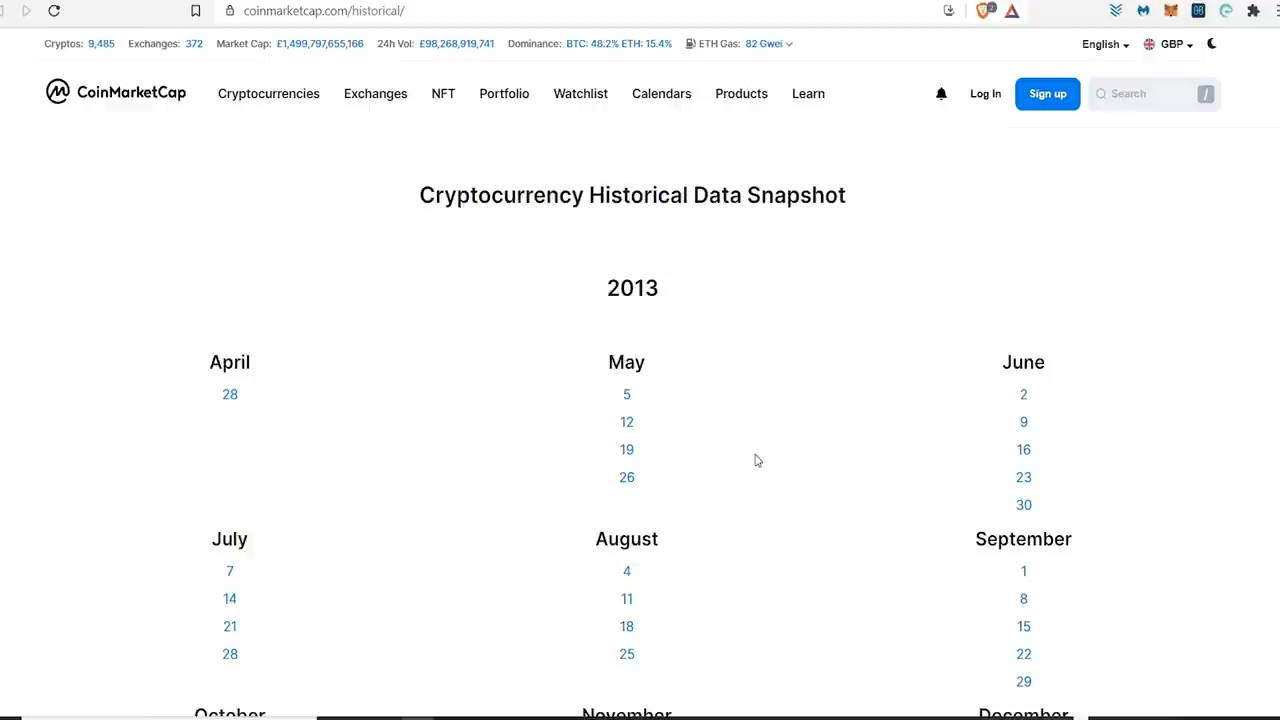 coinmarketcap.com/historical/
Cryptos: 9,485 Exchanges: 372 Market Cap: £1,499,797,655,166 24h Vol: £98,268,919,741 Dominance: BTC: 48.2% ETH: 15.4% ETH Gas: 82 Gwei English GBP
CoinMarketCap Cryptocurrencies Exchanges NFT Portfolio Watchlist Calendars Products Learn Log In Sign up Search /
Cryptocurrency Historical Data Snapshot
2013
April May June
28 5 2
12 9
19 16
26 23
30
July August September
7 4 1
14 11 8
21 18 15
28 25 22
29
October November December